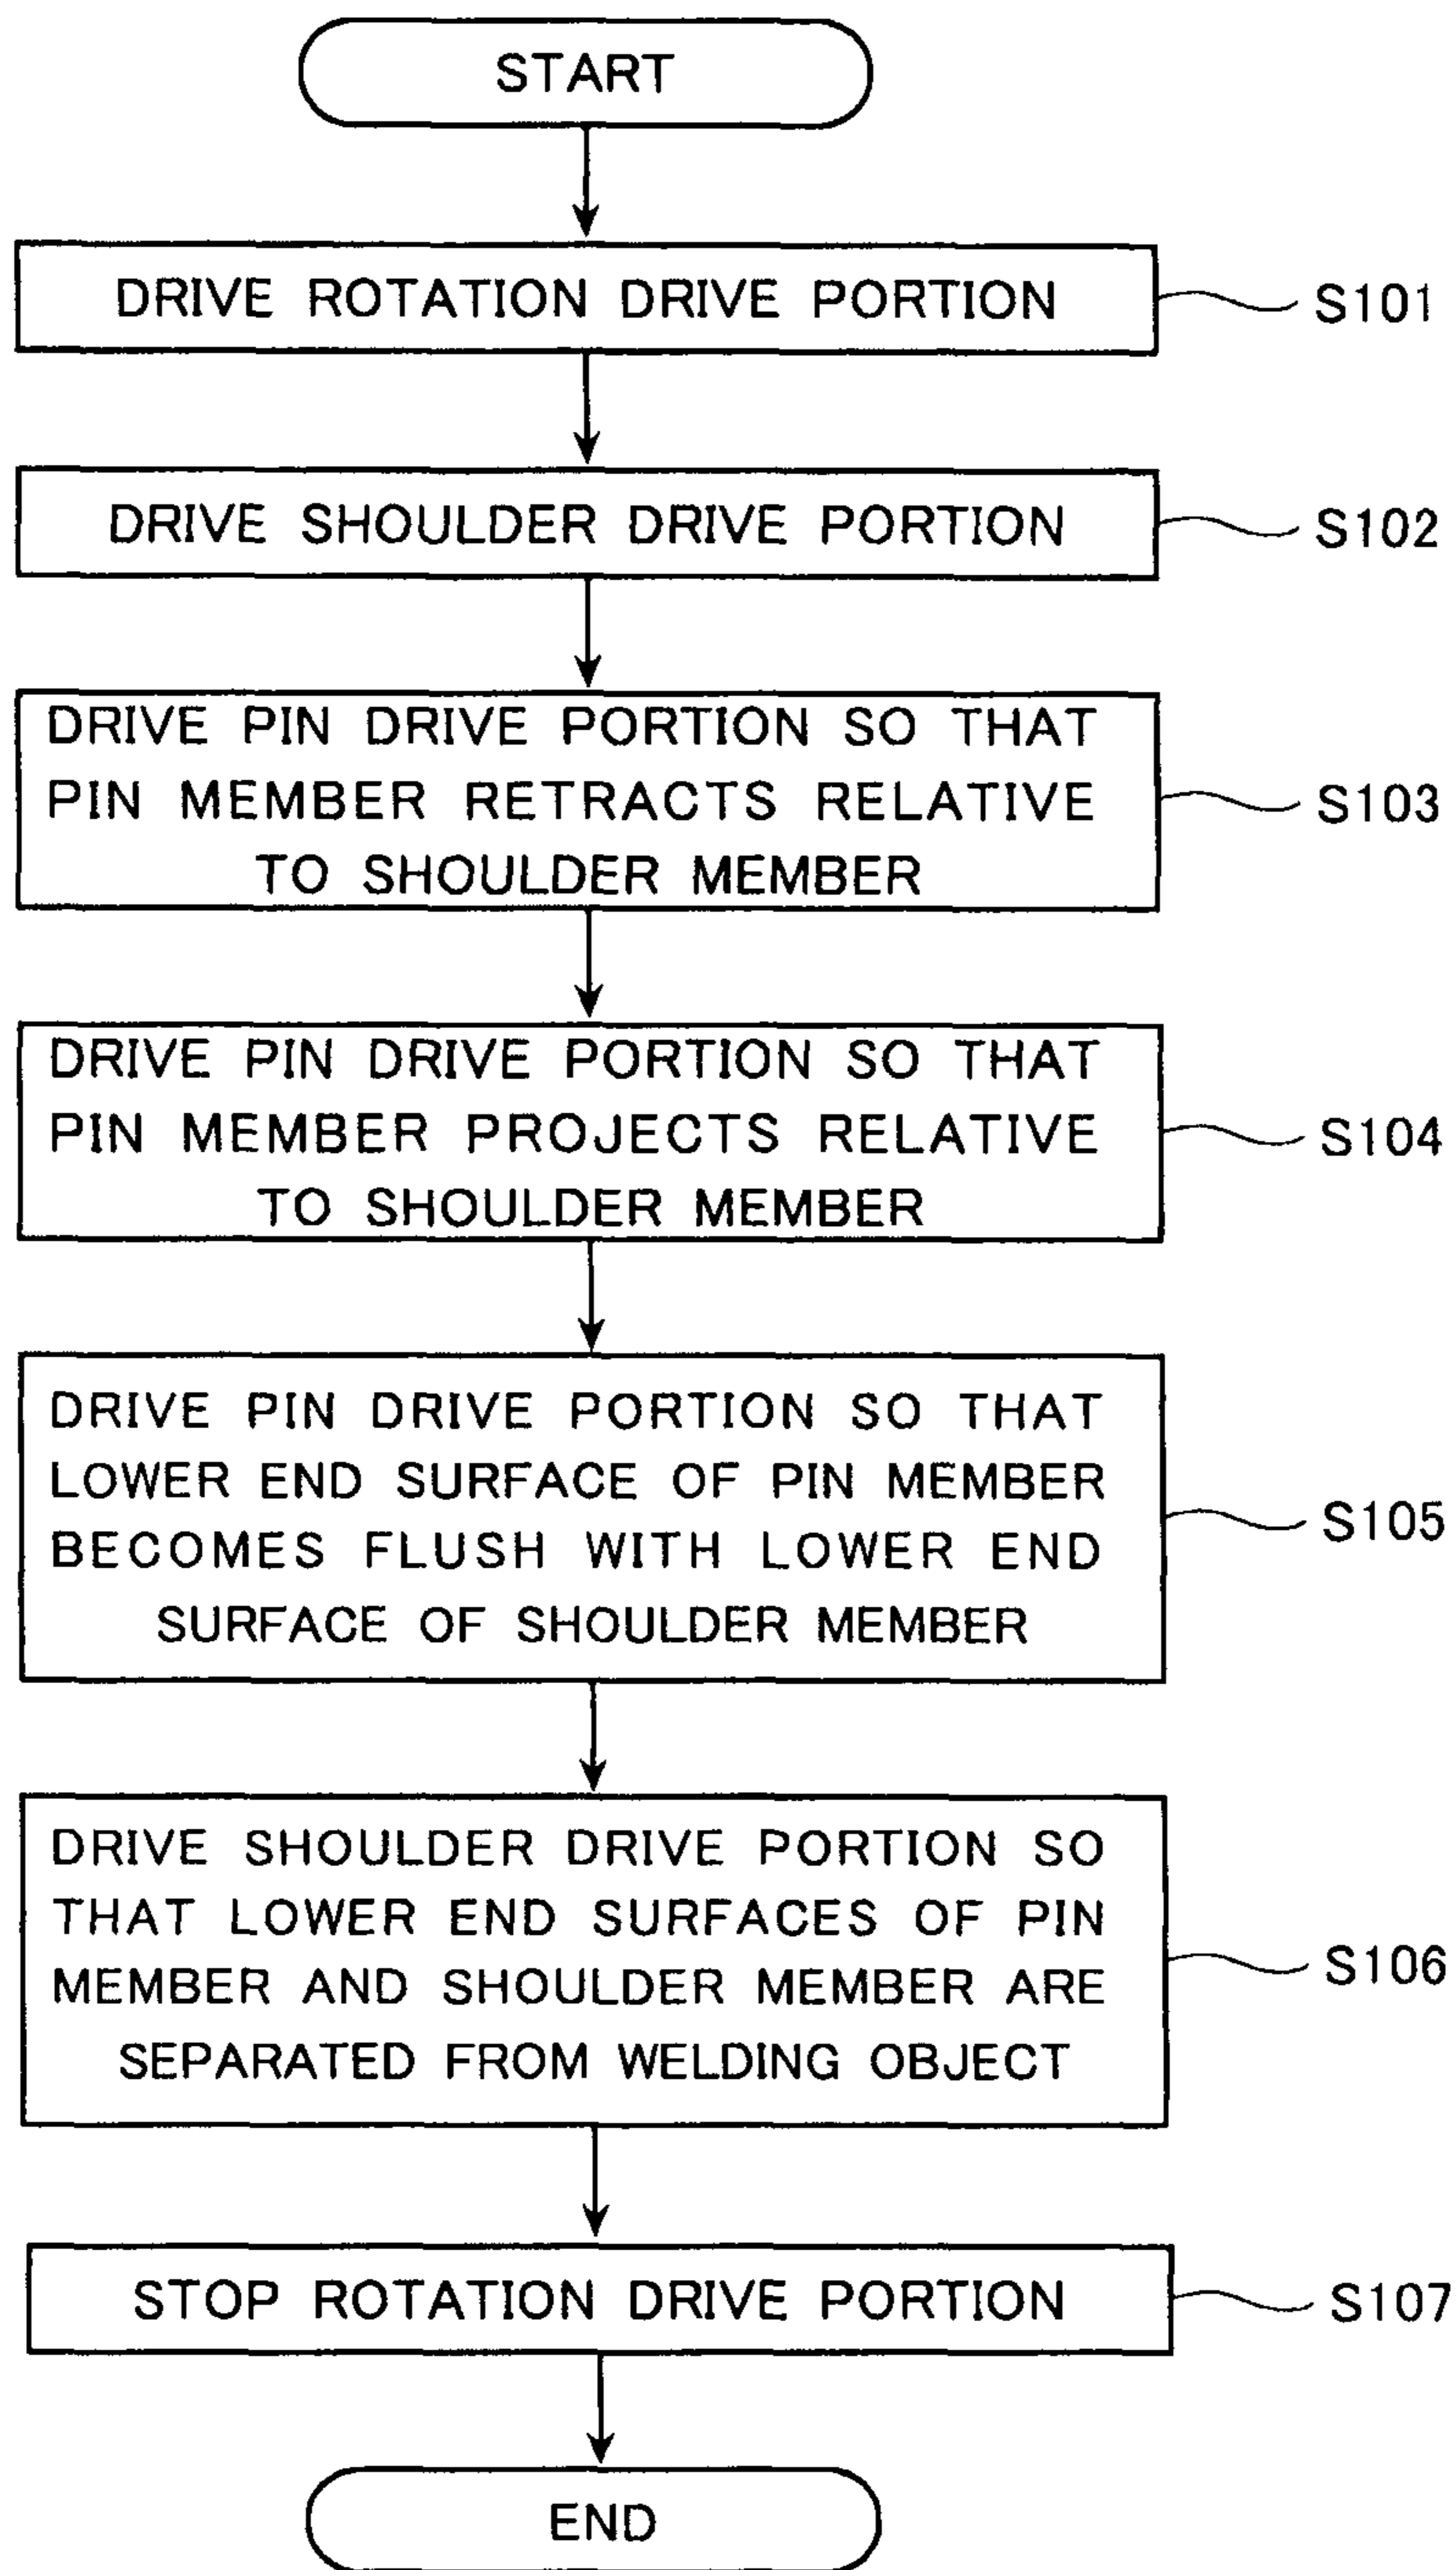 START
DRIVE ROTATION DRIVE PORTION
S101
DRIVE SHOULDER DRIVE PORTION
S102
DRIVE PIN DRIVE PORTION SO THAT
PIN MEMBER RETRACTS RELATIVE
TO SHOULDER MEMBER
S103
DRIVE PIN DRIVE PORTION SO THAT
PIN MEMBER PROJECTS RELATIVE
TO SHOULDER MEMBER
S104
DRIVE PIN DRIVE PORTION SO THAT
LOWER END SURFACE OF PIN MEMBER
BECOMES FLUSH WITH LOWER END
SURFACE OF SHOULDER MEMBER
S105
DRIVE SHOULDER DRIVE PORTION SO
THAT LOWER END SURFACES OF PIN
MEMBER AND SHOULDER MEMBER ARE
SEPARATED FROM WELDING OBJECT
S106
STOP ROTATION DRIVE PORTION
S107
END